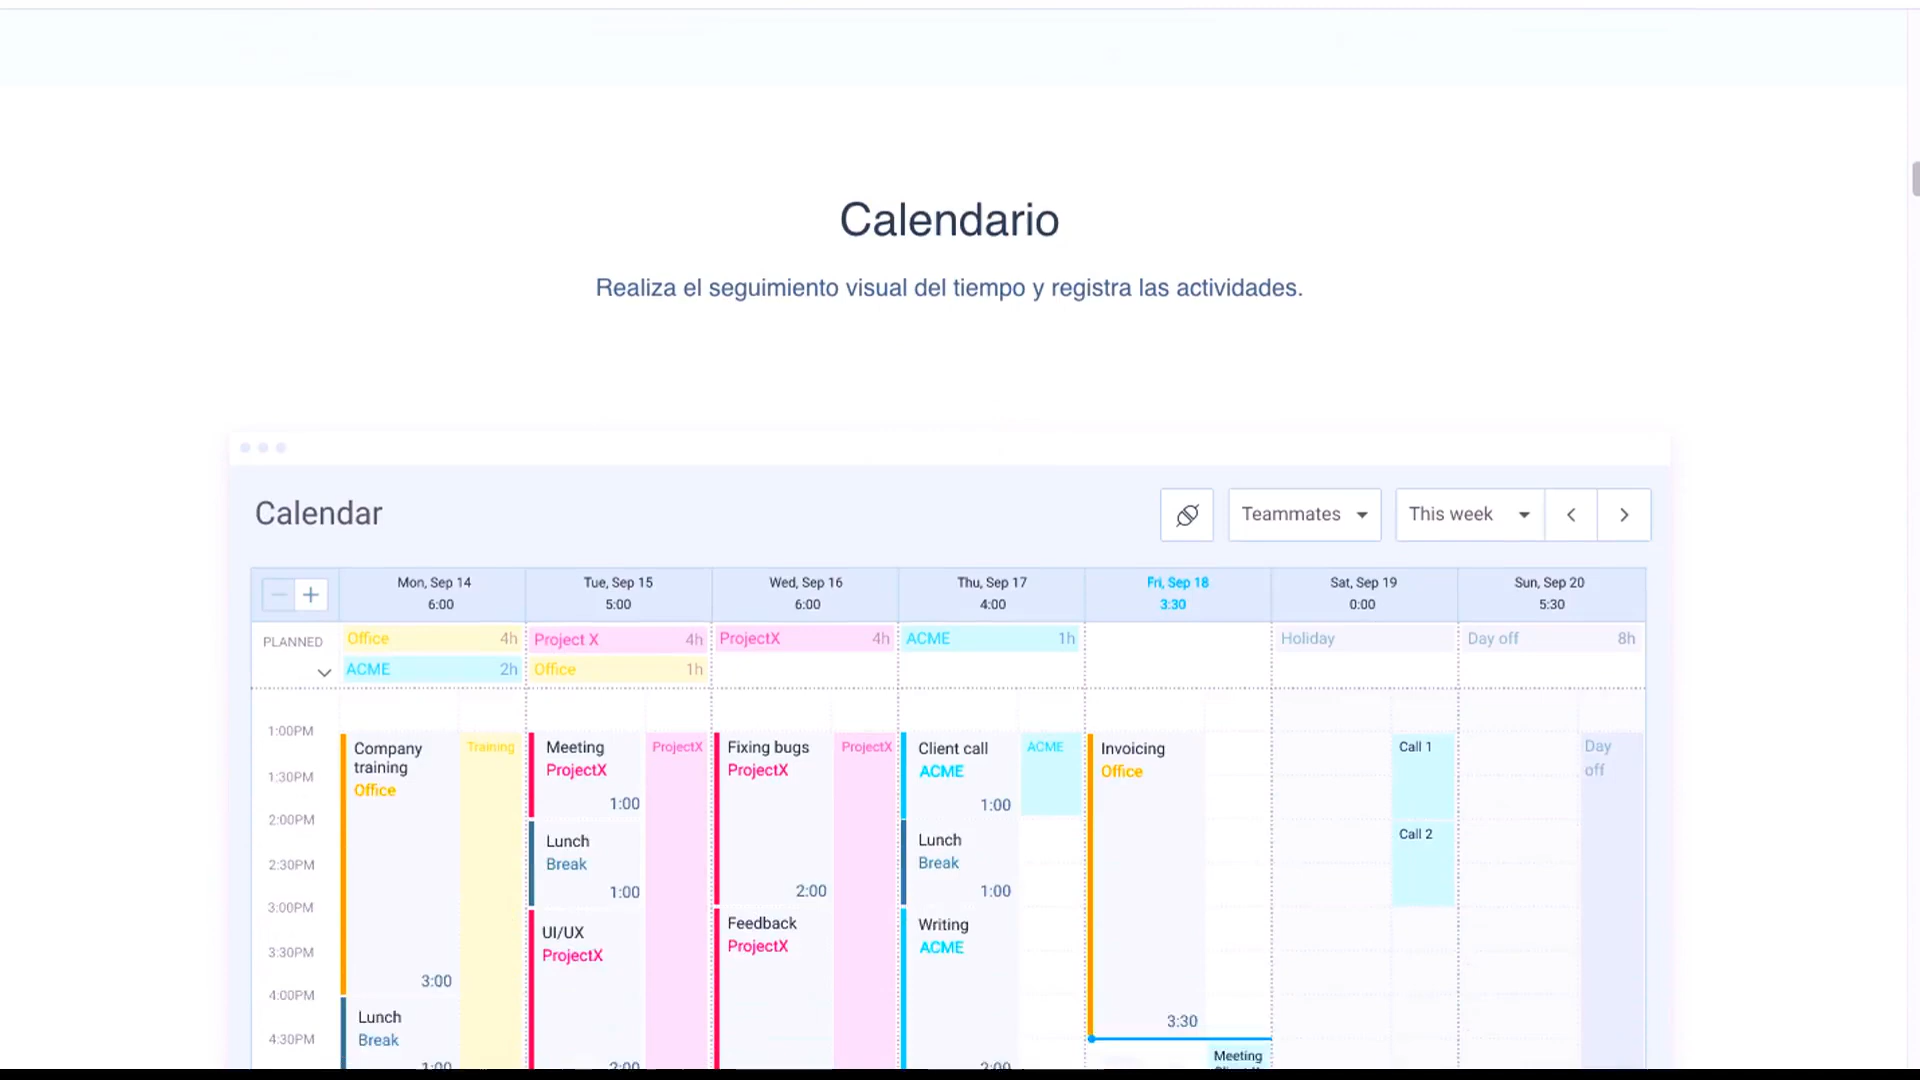 Calendario
Realiza el seguimiento visual del tiempo y registra las actividades.
Calendar
Teammates
This week
Mon, Sep 14
6:00
Tue, Sep 15
5:00
Wed, Sep 16
6:00
Thu, Sep 17
4:00
Fri, Sep 18
3:30
Sat, Sep 19
0:00
Sun, Sep 20
5:30
PLANNED
Office 4h
ACME 2h
Project X 4h
Office 1h
ProjectX 4h
ACME 1h
Holiday
Day off 8h
1:00PM
1:30PM
2:00PM
2:30PM
3:00PM
3:30PM
4:00PM
4:30PM
Company
training
Office
3:00
Training
Lunch
Break
1:00
Meeting
ProjectX
1:00
ProjectX
Lunch
Break
1:00
UI/UX
ProjectX
2:00
Fixing bugs
ProjectX
2:00
ProjectX
Feedback
ProjectX
Client call
ACME
1:00
ACME
Lunch
Break
1:00
Writing
ACME
2:00
Invoicing
Office
3:30
Meeting
Call 1
Call 2
Day
off